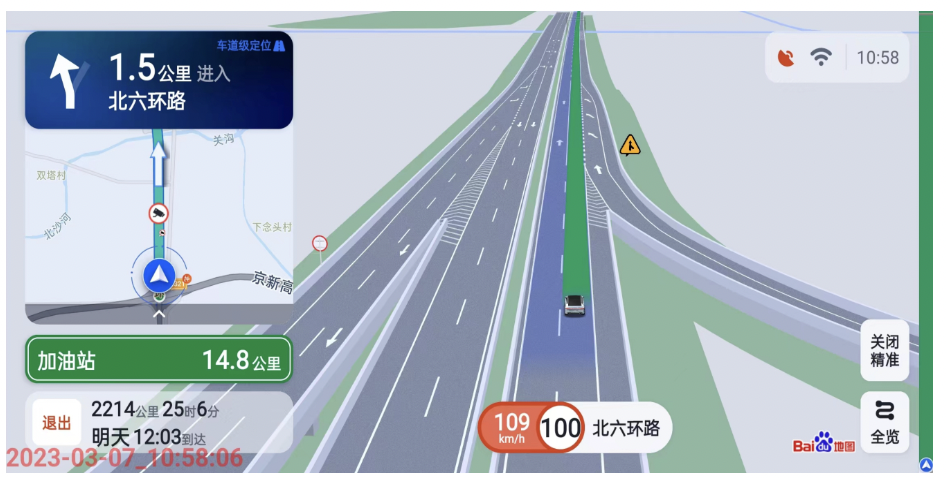 车道级定位
1.5公里 进入
北六环路
10:58
关沟
双塔村
北沙河
下念头村
京新高
加油站 14.8公里
退出
2214公里 25时6分
明天 12:03到达
2023-03-07_10:58:06
109
km/h
100
北六环路
关闭
精准
全览
Bai du 地图